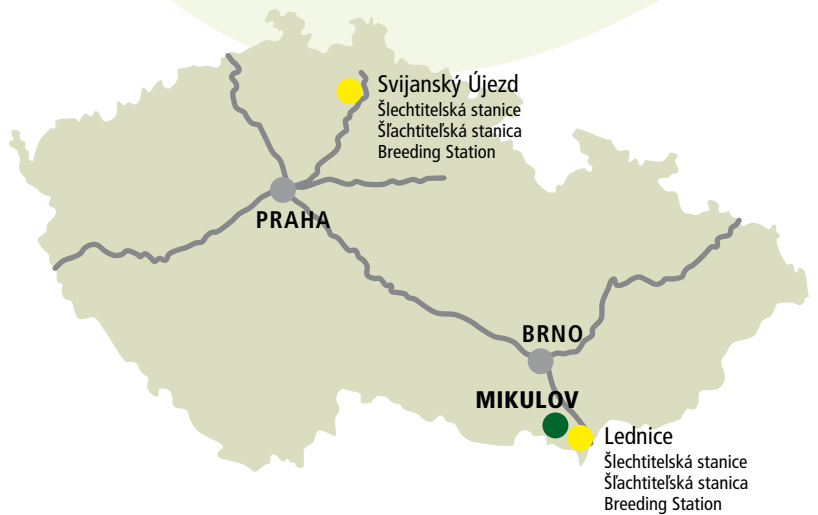 Svijanský Újezd
Šlechtitelská stanice
Šľachtiteľská stanica
Breeding Station
PRAHA
BRNO
MIKULOV
Lednice
Šlechtitelská stanice
Šľachtiteľská stanica
Breeding Station